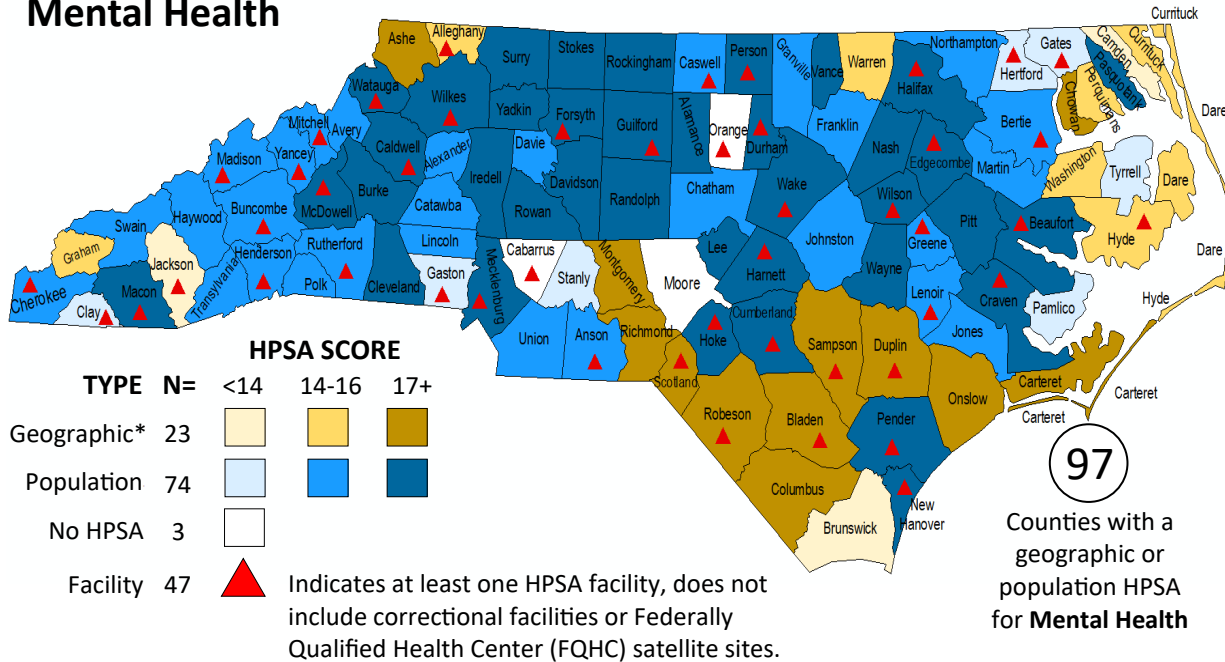 Mental Health
Currituck
Ashe
Alleghany
Surry
Stokes
Rockingham
Caswell
Person
Granville
Vance
Warren
Northampton
Hertford
Gates
Camden
Currituck
Pasquotank
Perquimans
Chowan
Halifax
Dare
Watauga
Wilkes
Yadkin
Forsyth
Guilford
Alamance
Orange
Durham
Franklin
Nash
Edgecombe
Bertie
Martin
Washington
Tyrrell
Dare
Mitchell
Avery
Yancey
Madison
Caldwell
Alexander
Davie
Iredell
Davidson
Randolph
Chatham
Wake
Wilson
Pitt
Beaufort
Hyde
Dare
Haywood
Buncombe
McDowell
Burke
Catawba
Rowan
Swain
Graham
Jackson
Henderson
Rutherford
Lincoln
Cabarrus
Stanly
Montgomery
Moore
Lee
Harnett
Johnston
Wayne
Greene
Lenoir
Craven
Pamlico
Hyde
Cherokee
Clay
Macon
Transylvania
Polk
Cleveland
Gaston
Mecklenburg
Union
Anson
Richmond
Scotland
Hoke
Cumberland
Sampson
Duplin
Jones
Carteret
Carteret
Carteret
Onslow
Robeson
Bladen
Pender
Columbus
Brunswick
New
Hanover
HPSA SCORE
TYPE N= <14 14-16 17+
Geographic* 23
Population 74
No HPSA 3
Facility 47
Indicates at least one HPSA facility, does not
include correctional facilities or Federally
Qualified Health Center (FQHC) satellite sites.
97
Counties with a
geographic or
population HPSA
for Mental Health